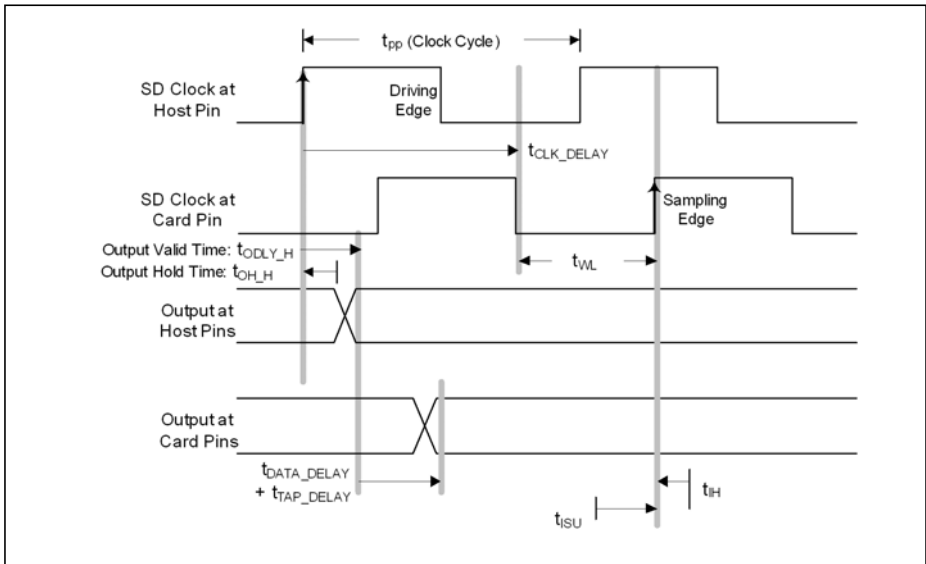 tpp (Clock Cycle)
SD Clock at
Host Pin
Driving
Edge
tCLK_DELAY
SD Clock at
Card Pin
Sampling
Edge
Output Valid Time: tODLY_H
Output Hold Time: tOH_H
tWL
Output at
Host Pins
Output at
Card Pins
tDATA_DELAY
+ tTAP_DELAY
tIH
tISU